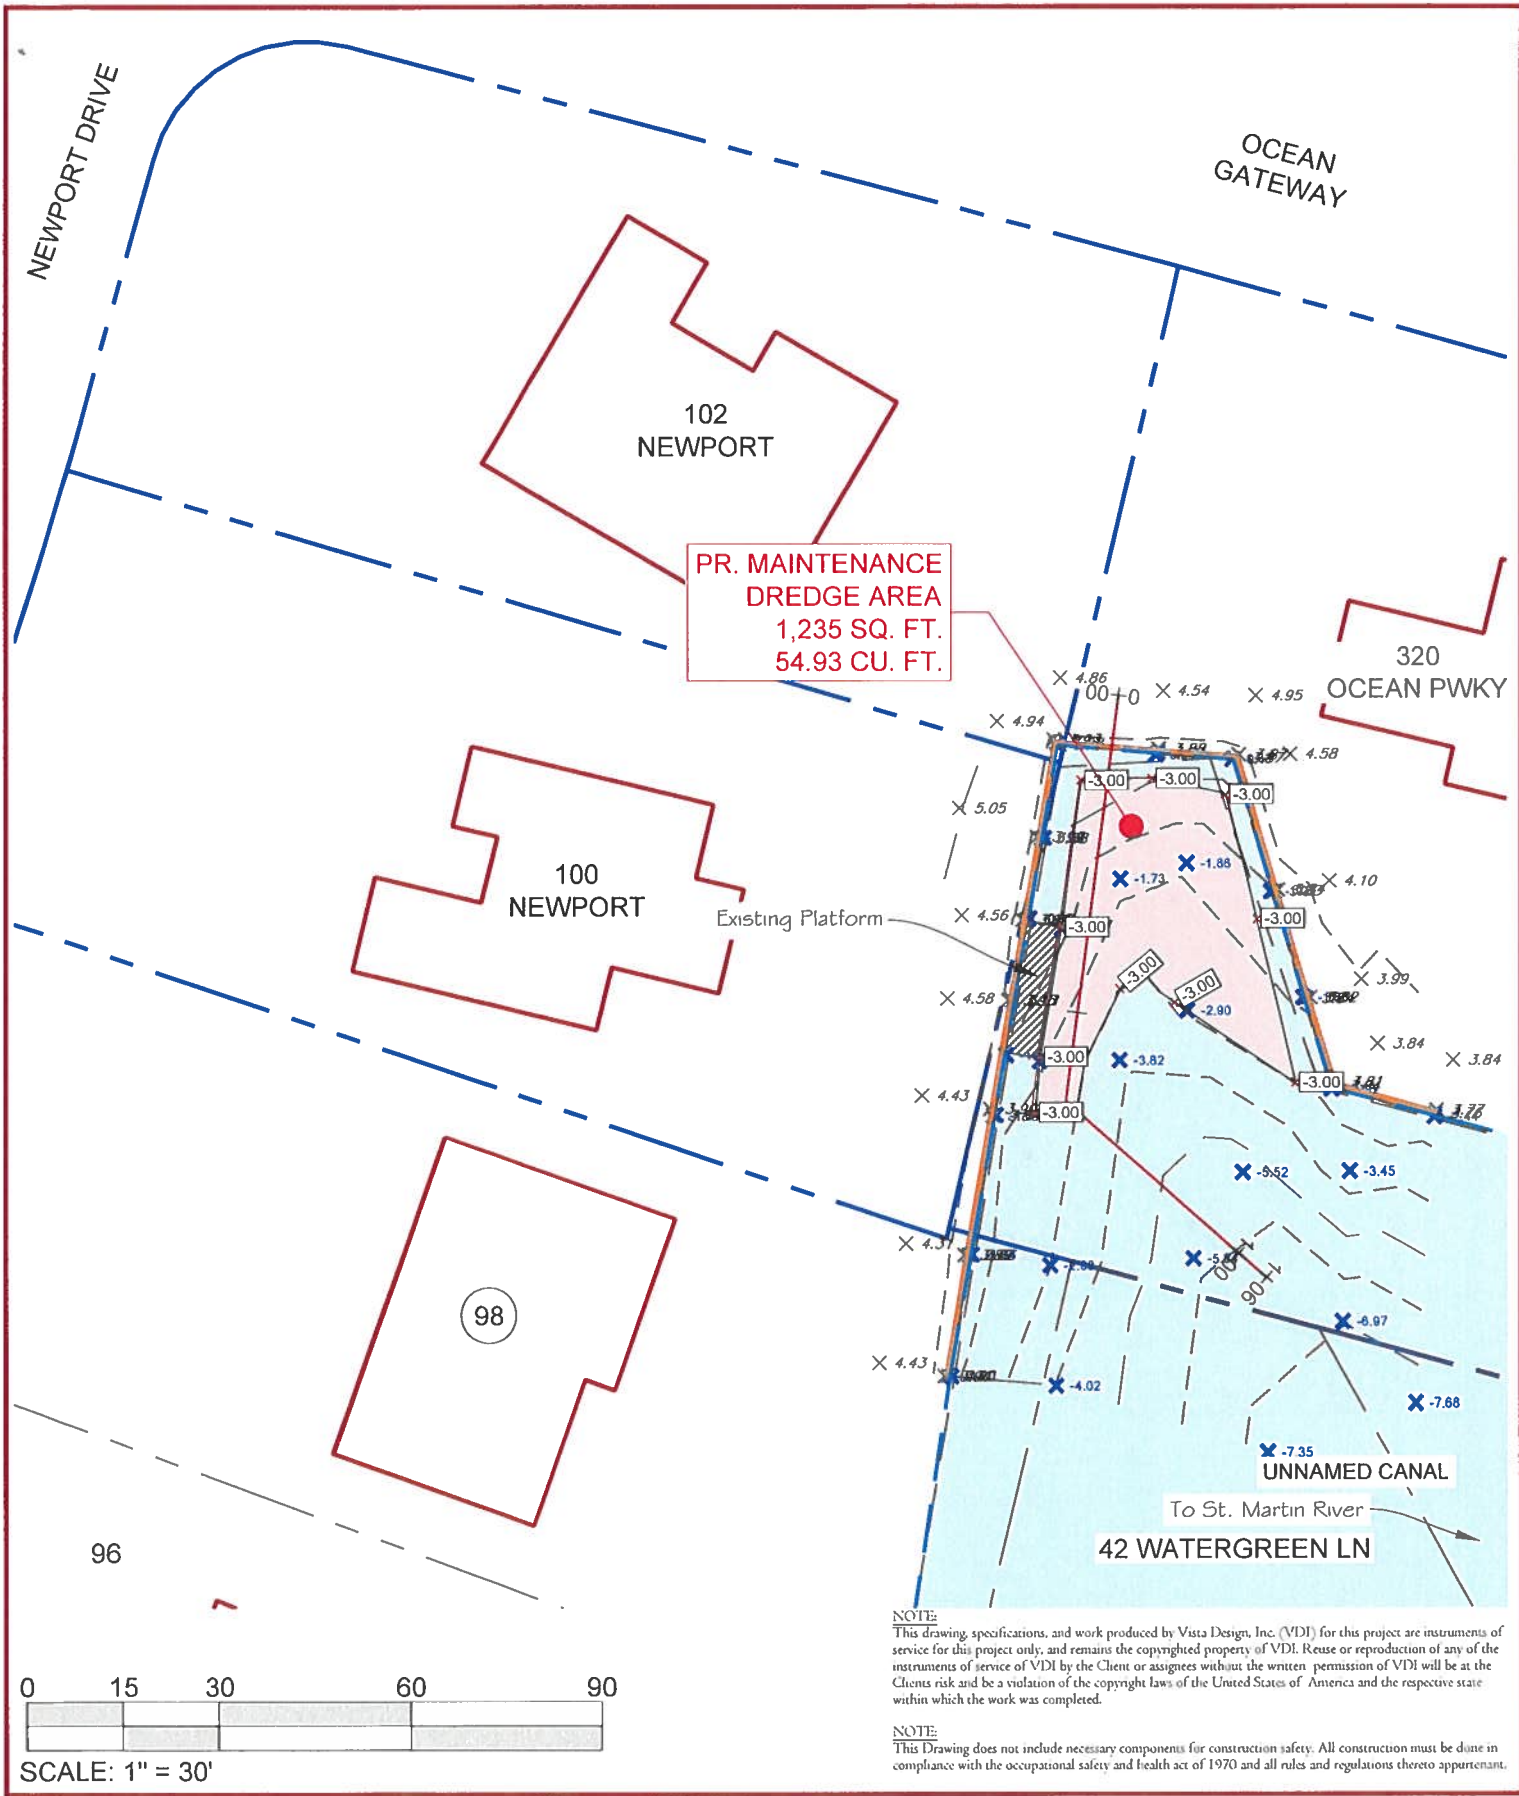 NEWPORT DRIVE
OCEAN
GATEWAY
102
NEWPORT
PR. MAINTENANCE
DREDGE AREA
1,235 SQ. FT.
54.93 CU. FT.
320
OCEAN PWKY
4.86
0+00
4.54
4.95
4.94
4.58
-3.00
-3.00
-3.00
5.05
-1.86
-1.73
4.10
100
NEWPORT
Existing Platform
4.56
-3.00
-3.00
-3.00
-3.00
3.99
4.58
-2.90
3.84
3.84
-3.00
-3.82
-3.00
3.81
4.43
-3.00
3.77
-5.52
-3.45
4.37
1+00
1+06
-6.97
98
4.43
-4.02
-7.68
-7.35
UNNAMED CANAL
To St. Martin River
42 WATERGREEN LN
96
NOTE:
This drawing, specifications, and work produced by Vista Design, Inc. (VDI) for this project are instruments of
service for this project only, and remains the copyrighted property of VDI. Reuse or reproduction of any of the
instruments of service of VDI by the Client or assignees without the written permission of VDI will be at the
Clients risk and be a violation of the copyright laws of the United States of America and the respective state
within which the work was completed.
NOTE:
This Drawing does not include necessary components for construction safety. All construction must be done in
compliance with the occupational safety and health act of 1970 and all rules and regulations thereto appurtenant.
0 15 30 60 90
SCALE: 1" = 30'